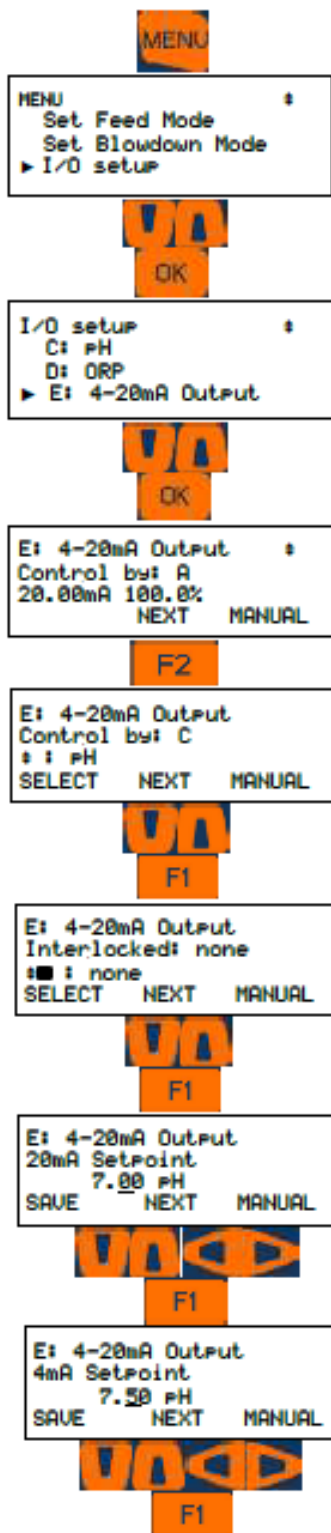 MENU
MENU ⬍
Set Feed Mode
Set Blowdown Mode
► I/O setup
OK
I/O setup ⬍
C: pH
D: ORP
► E: 4-20mA Output
OK
E: 4-20mA Output ⬍
Control by: A
20.00mA 100.0%
NEXT MANUAL
F2
E: 4-20mA Output
Control by: C
⬍ : pH
SELECT NEXT MANUAL
F1
E: 4-20mA Output
Interlocked: none
⬍■ : none
SELECT NEXT MANUAL
F1
E: 4-20mA Output
20mA Setpoint
7.00 pH
SAVE NEXT MANUAL
F1
E: 4-20mA Output
4mA Setpoint
7.50 pH
SAVE NEXT MANUAL
F1